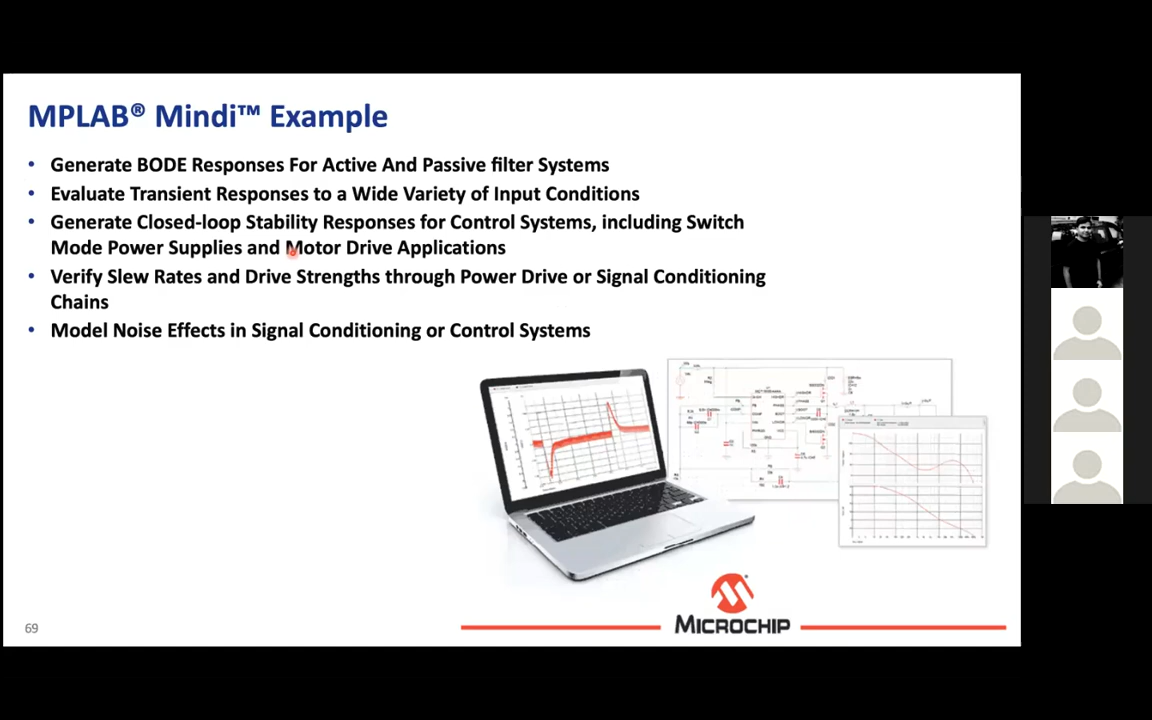 MPLAB® Mindi™ Example
• Generate BODE Responses For Active And Passive filter Systems
• Evaluate Transient Responses to a Wide Variety of Input Conditions
• Generate Closed-loop Stability Responses for Control Systems, including Switch
Mode Power Supplies and Motor Drive Applications
• Verify Slew Rates and Drive Strengths through Power Drive or Signal Conditioning
Chains
• Model Noise Effects in Signal Conditioning or Control Systems
MICROCHIP
69